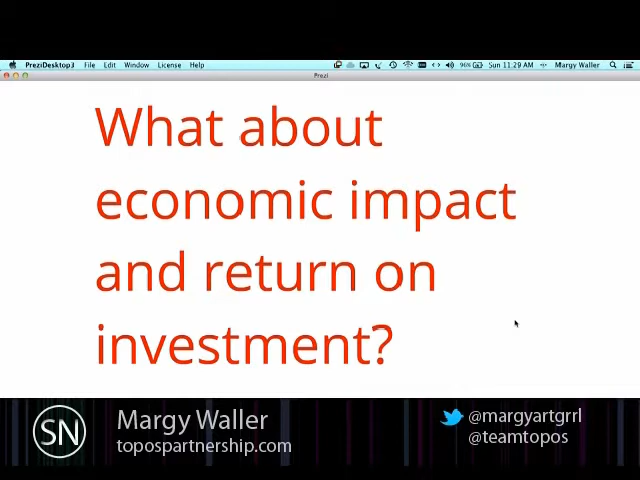 PreziDesktop3 File Edit Window License Help 96% Sun 11:29 AM Margy Waller
Prezi
What about
economic impact
and return on
investment?
SN
Margy Waller
topospartnership.com
@margyartgrrl
@teamtopos